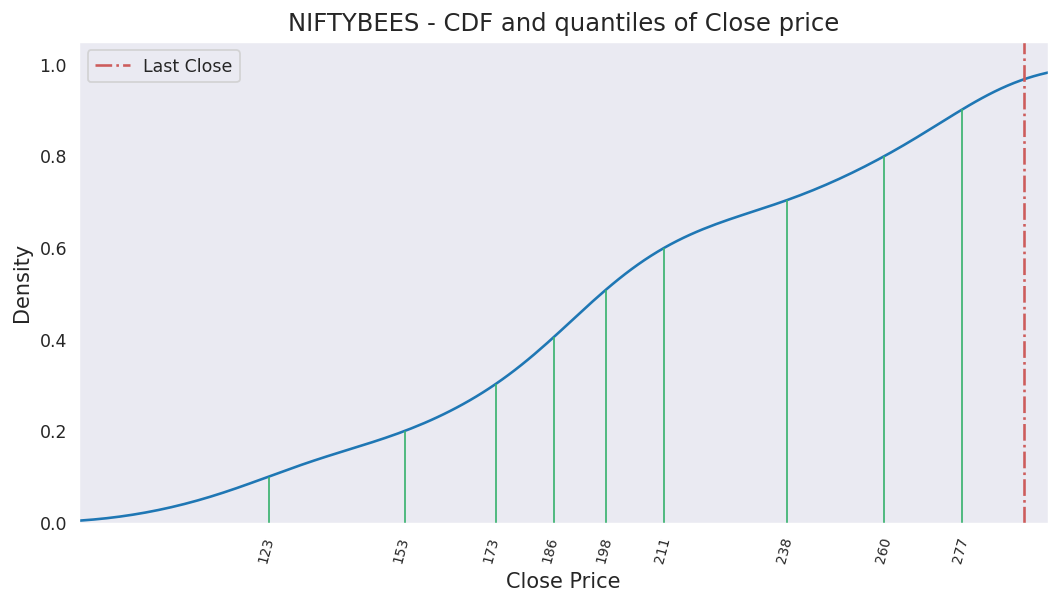 NIFTYBEES - CDF and quantiles of Close price
Last Close
Density
1.0
0.8
0.6
0.4
0.2
0.0
123 153 173 186 198 211 238 260 277
Close Price